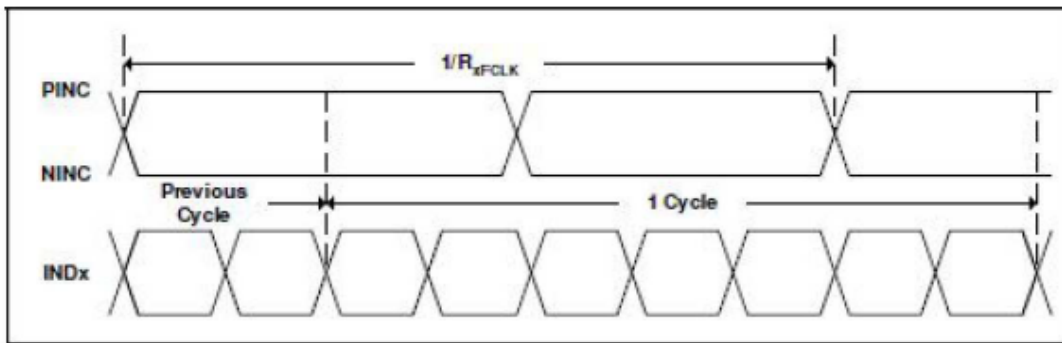 1/RxFCLK
PINC
NINC
Previous
Cycle
1 Cycle
INDx